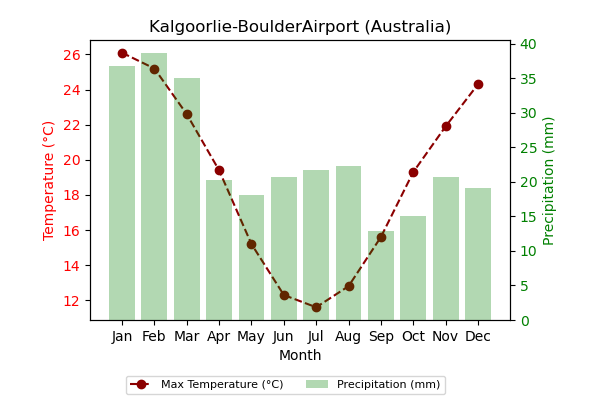 Kalgoorlie-BoulderAirport (Australia)
26
24
22
20
18
16
14
12
Temperature (°C)
40
35
30
25
20
15
10
5
0
Precipitation (mm)
Jan Feb Mar Apr May Jun Jul Aug Sep Oct Nov Dec
Month
Max Temperature (°C) Precipitation (mm)